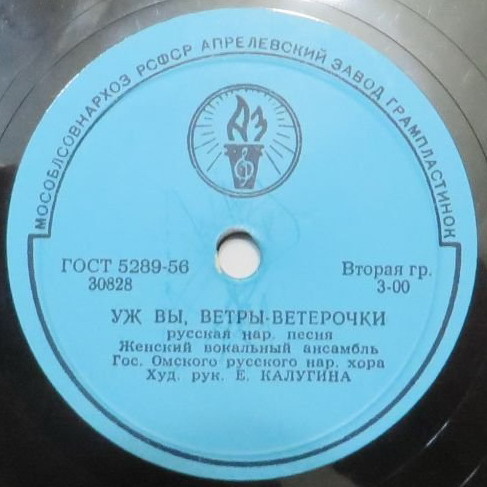 МОСОБЛСОВНАРХОЗ РСФСР АПРЕЛЕВСКИЙ ЗАВОД ГРАМПЛАСТИНОК
АЗ
ГОСТ 5289-56
30828
Вторая гр.
3-00
УЖ ВЫ, ВЕТРЫ-ВЕТЕРОЧКИ
русская нар. песня
Женский вокальный ансамбль
Гос. Омского русского нар. хора
Худ. рук. Е. КАЛУГИНА